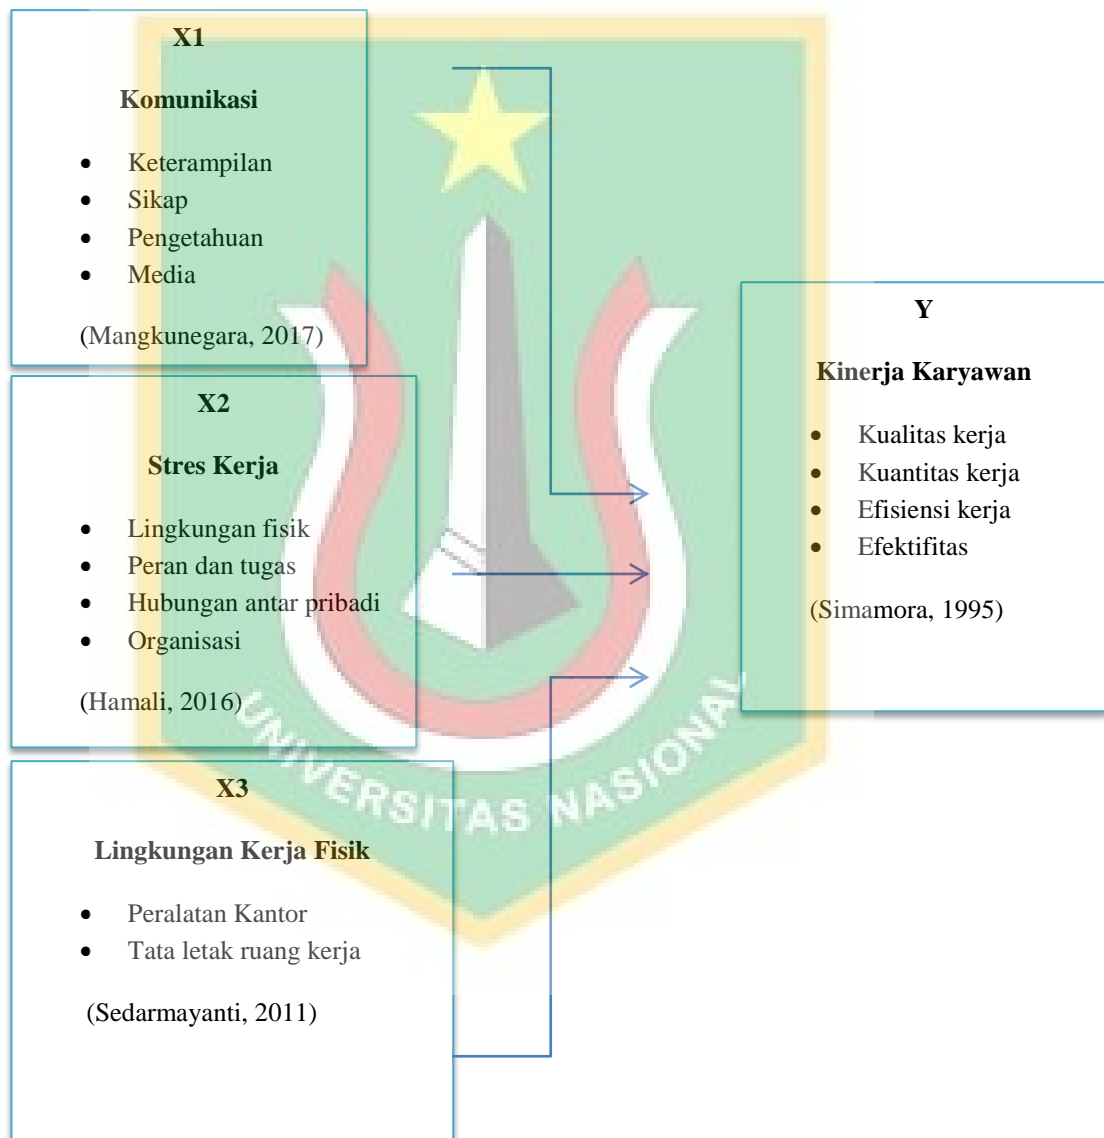 X1
Komunikasi
• Keterampilan
• Sikap
• Pengetahuan
• Media
(Mangkunegara, 2017)
X2
Stres Kerja
• Lingkungan fisik
• Peran dan tugas
• Hubungan antar pribadi
• Organisasi
(Hamali, 2016)
X3
Lingkungan Kerja Fisik
• Peralatan Kantor
• Tata letak ruang kerja
(Sedarmayanti, 2011)
Y
Kinerja Karyawan
• Kualitas kerja
• Kuantitas kerja
• Efisiensi kerja
• Efektifitas
(Simamora, 1995)
UNIVERSITAS NASIONAL